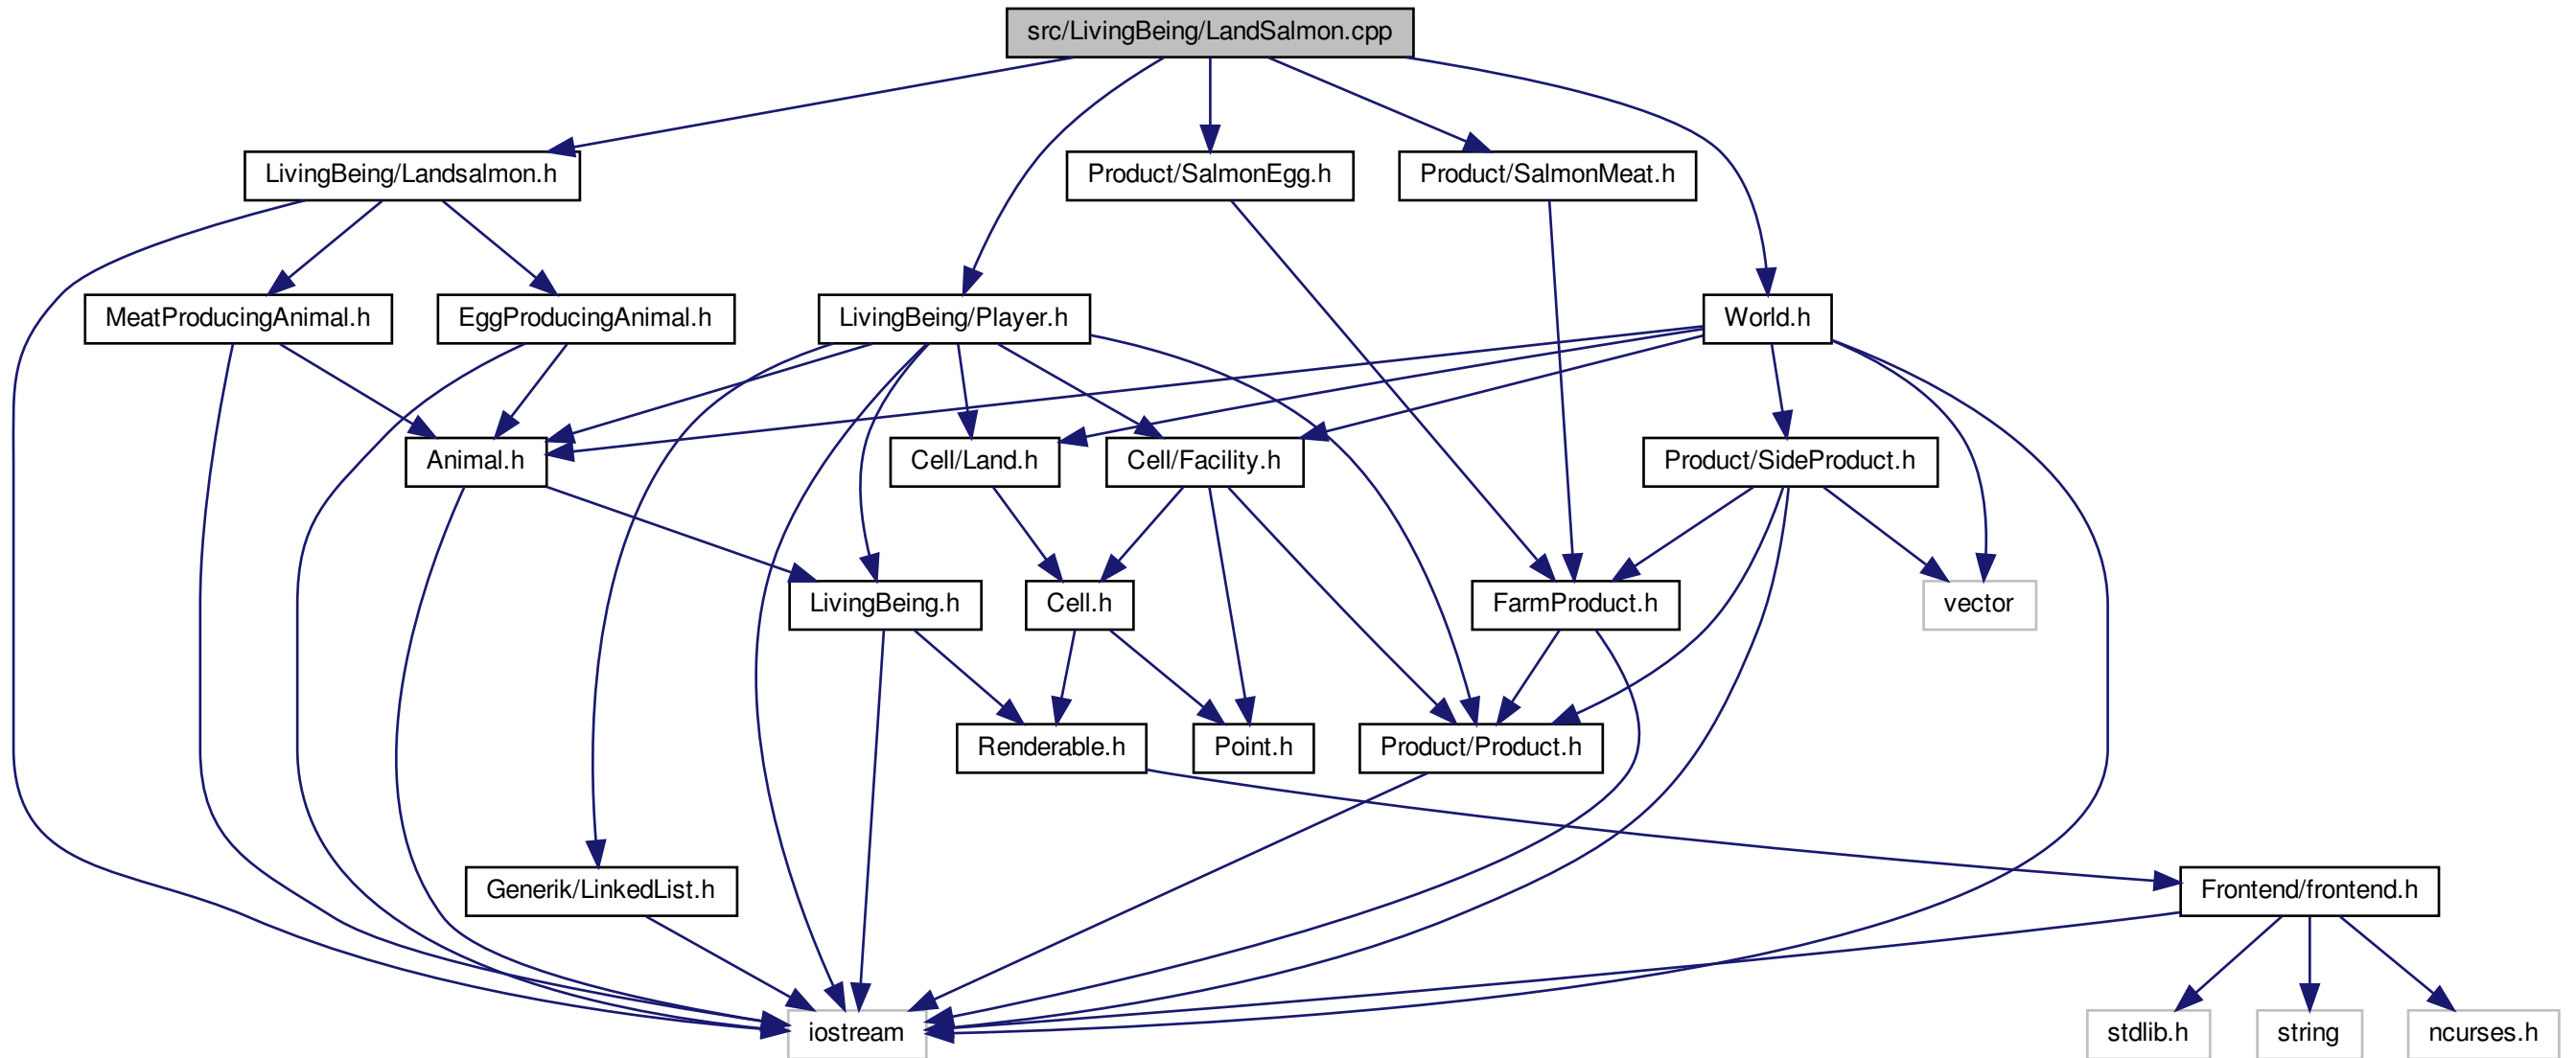 src/LivingBeing/LandSalmon.cpp
LivingBeing/Landsalmon.h
Product/SalmonEgg.h
Product/SalmonMeat.h
MeatProducingAnimal.h
EggProducingAnimal.h
LivingBeing/Player.h
World.h
Animal.h
Cell/Land.h
Cell/Facility.h
Product/SideProduct.h
LivingBeing.h
Cell.h
FarmProduct.h
vector
Renderable.h
Point.h
Product/Product.h
Generik/LinkedList.h
Frontend/frontend.h
iostream
stdlib.h
string
ncurses.h